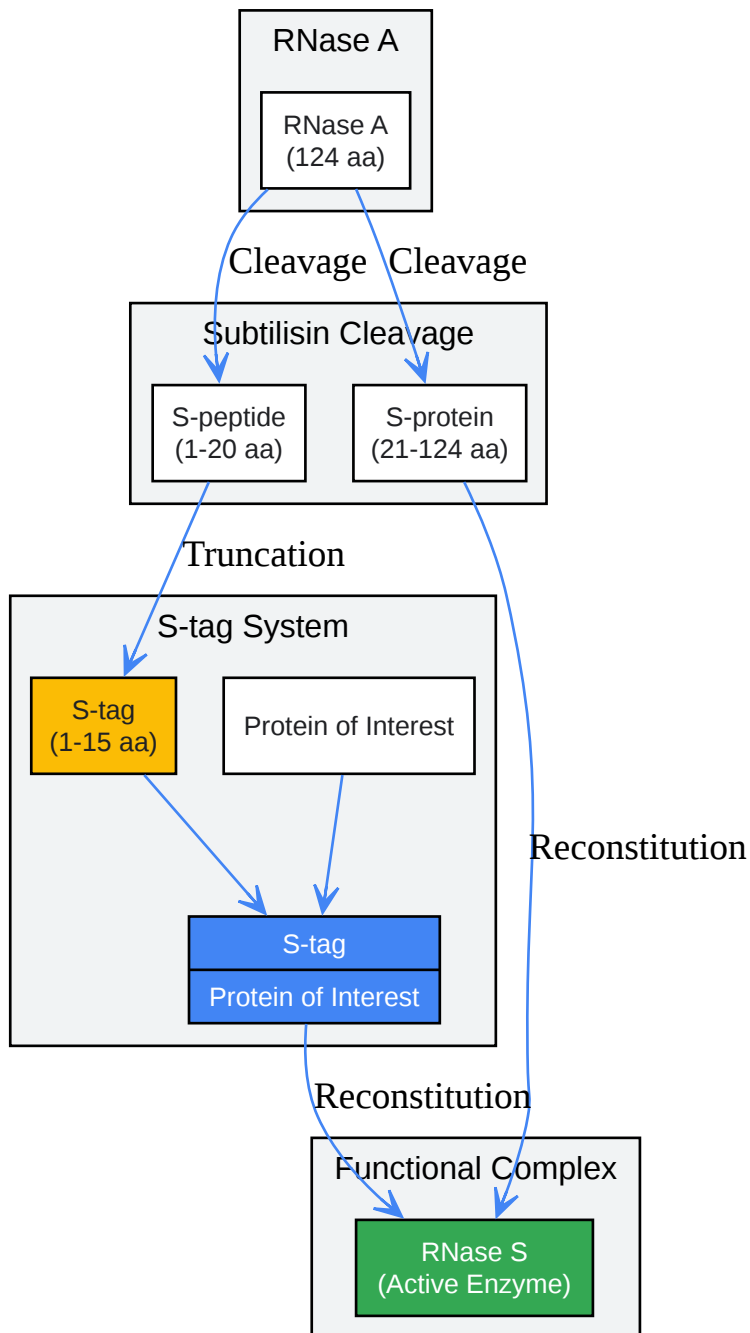 RNase A
RNase A
(124 aa)
Cleavage
Cleavage
Subtilisin Cleavage
S-peptide
(1-20 aa)
S-protein
(21-124 aa)
Truncation
S-tag System
S-tag
(1-15 aa)
Protein of Interest
Reconstitution
S-tag
Protein of Interest
Reconstitution
Functional Complex
RNase S
(Active Enzyme)